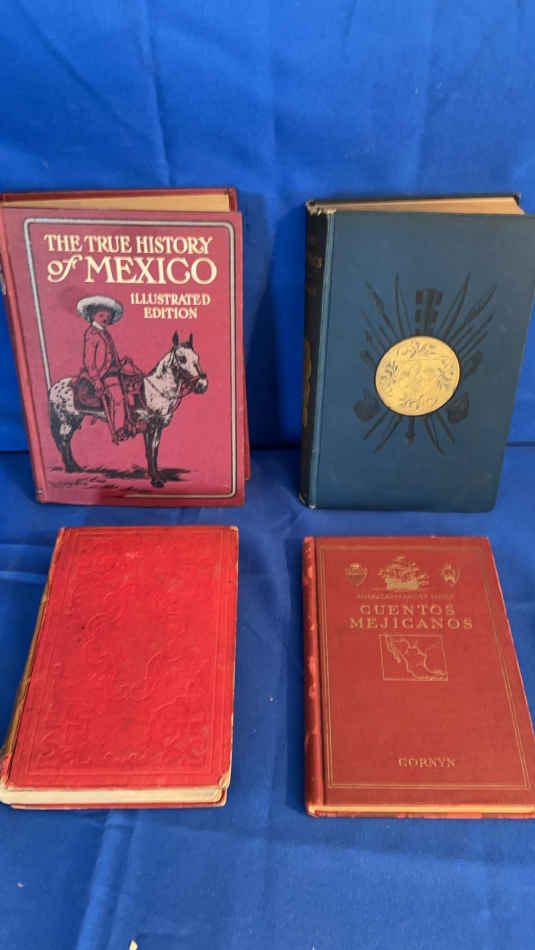 THE TRUE HISTORY
of MEXICO
ILLUSTRATED
EDITION
CUENTOS
MEJICANOS
CORNYN